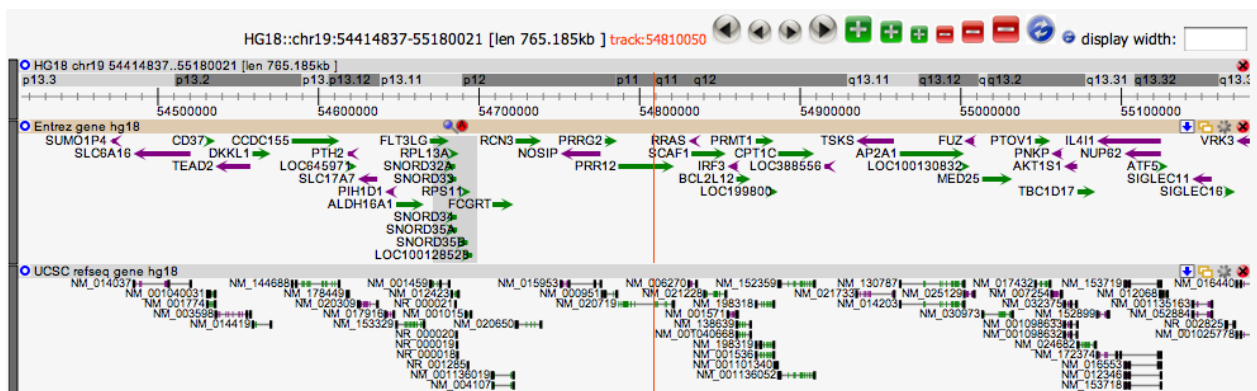 HG18::chr19:54414837-55180021 [len 765.185kb ] track:54810050 display width:
HG18 chr19 54414837..55180021 [len 765.185kb ]
p13.3 p13.2 p13.12 p13.11 p12 p11 q11 q12 q13.11 q13.12 q13.2 q13.31 q13.32
54500000 54600000 54700000 54800000 54900000 55000000 55100000
Entrez gene hg18
SUMO1P4 CD37 CCDC155 FLT3LG RCN3 PRRG2 RRAS PRMT1 TSKS FUZ PTOV1 IL4I1 VRK3
SLC6A16 DKKL1 PTH2 RPL13A NOSIP SCAF1 CPT1C AP2A1 PNKP NUP62
TEAD2 LOC645971 SNORD32A PRR12 IRF3 LOC388556 LOC100130832 AKT1S1 ATF5
SLC17A7 SNORD33 BCL2L12 MED25 SIGLEC11
PIH1D1 RPS11 LOC199800 TBC1D17 SIGLEC16
ALDH16A1 FCGRT
SNORD34
SNORD35A
SNORD35B
LOC100128528
UCSC refseq gene hg18
NM_014037 NM_144688 NM_001459 NM_015953 NM_006270 NM_152359 NM_130787 NM_017432 NM_153719 NM_016440
NM_001040031 NM_178449 NM_012423 NM_000951 NM_021228 NM_021733 NM_025129 NM_007254 NM_012068
NM_001774 NM_020309 NR_000021 NM_020719 NM_198318 NM_014203 NM_032375 NM_001135163
NM_003598 NM_017916 NM_001015 NM_001571 NM_030973 NM_152899 NM_052884
NM_014419 NM_153329 NM_020650 NM_138639 NM_001098633 NR_002825
NR_000020 NM_001040668 NM_001098632 NM_001025778
NR_000019 NM_198319 NM_024682
NR_000018 NM_001536 NM_172374
NR_001285 NM_001101340 NM_016553
NM_001136019 NM_001136052 NM_012346
NM_004107 NM_153718